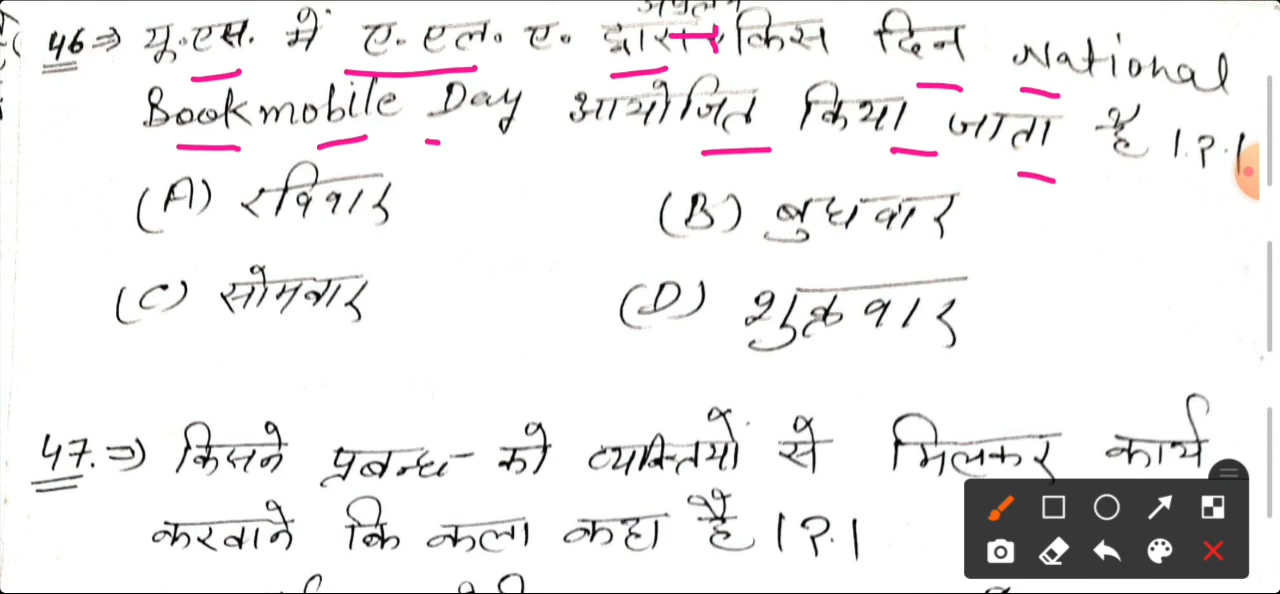 46⇒ यू.एस. में ए. एल. ए. द्वारा किस दिन National
Bookmobile Day आयोजित किया जाता है ।?।
(A) रविवार (B) बुधवार
(C) सोमवार (D) शुक्रवार
47.⇒ किसने प्रबन्ध को व्यक्तियों से मिलकर कार्य
करवाने कि कला कहा है ।?।